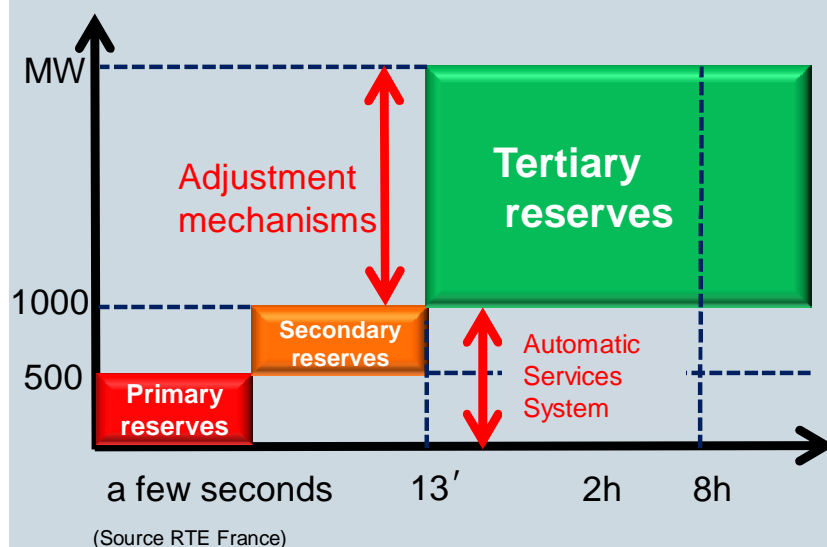 MW
Tertiary
reserves
Adjustment
mechanisms
1000
Secondary
reserves
Automatic
Services
System
500
Primary
reserves
a few seconds 13′ 2h 8h
(Source RTE France)